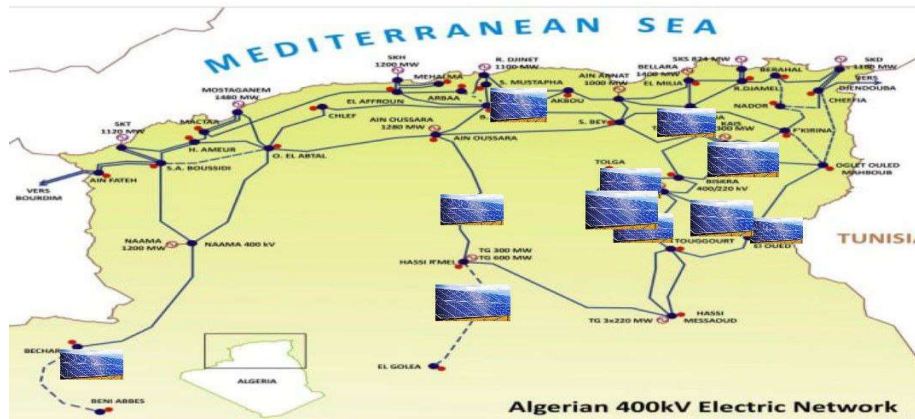 MEDITERRANEAN SEA
SKH
1200 MW
R. DJINET
1100 MW
MEHALMA
S. MUSTAPHA
AIN ARNAT
1000 MW
BELLARA
1400 MW
SKS 824 MW
BERAHAL
SKD
1180 MW
VERS
DJENDOUBA
MOSTAGANEM
1480 MW
EL AFFROUN
ARBAA
AKBOU
EL MILIA
R.DJAMEL
NADOR
CHEFFIA
SKT
1120 MW
MACTAA
CHLEF
AIN OUSSARA
1280 MW
B.
S. BEY
KAIS
300 MW
F'KIRINA
H. AMEUR
AIN OUSSARA
O. EL ABTAL
S.A. BOUSSIDI
TOLGA
BISKRA
400/220 kV
OGLET OULED
MAHBOUB
AIN FATEH
VERS
BOURDIM
NAAMA
1200 MW
NAAMA 400 kV
TG 300 MW
TG 600 MW
HASSI R'MEL
TOUGGOURT
El OUED
TUNISIA
TG 3x220 MW
HASSI
MESSAOUD
BECHAR
BENI ABBES
ALGERIA
EL GOLEA
Algerian 400kV Electric Network